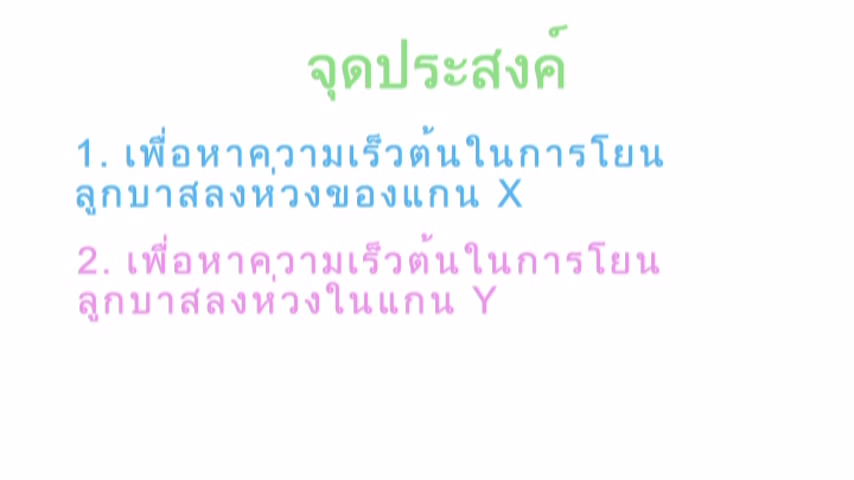 จุดประสงค์
1. เพื่อหาความเร็วต้นในการโยน
ลูกบาสลงห่วงของแกน X
2. เพื่อหาความเร็วต้นในการโยน
ลูกบาสลงห่วงในแกน Y